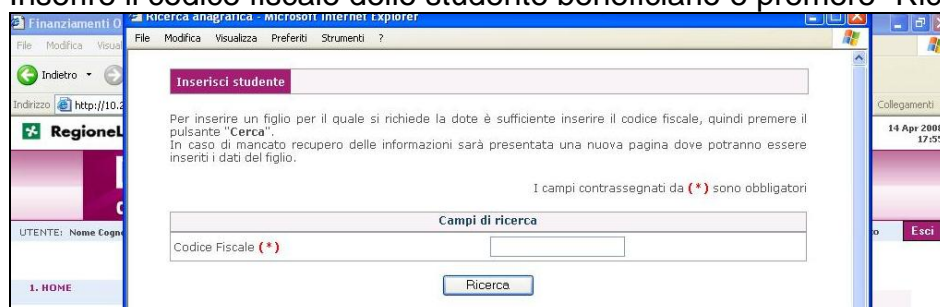 Inserire il codice fiscale dello studente beneficiario e premere "Ric
Finanziamenti O
Ricerca anagrafica - Microsoft Internet Explorer
File Modifica Visual
File Modifica Visualizza Preferiti Strumenti ?
Indietro
Inserisci studente
Indirizzo http://10.2
Collegamenti
Per inserire un figlio per il quale si richiede la dote è sufficiente inserire il codice fiscale, quindi premere il
pulsante "Cerca".
In caso di mancato recupero delle informazioni sarà presentata una nuova pagina dove potranno essere
inseriti i dati del figlio.
RegioneL
14 Apr 2008
17:55
I campi contrassegnati da (*) sono obbligatori
Campi di ricerca
UTENTE: Nome Cogn
Esci
Codice Fiscale (*)
Ricerca
1. HOME